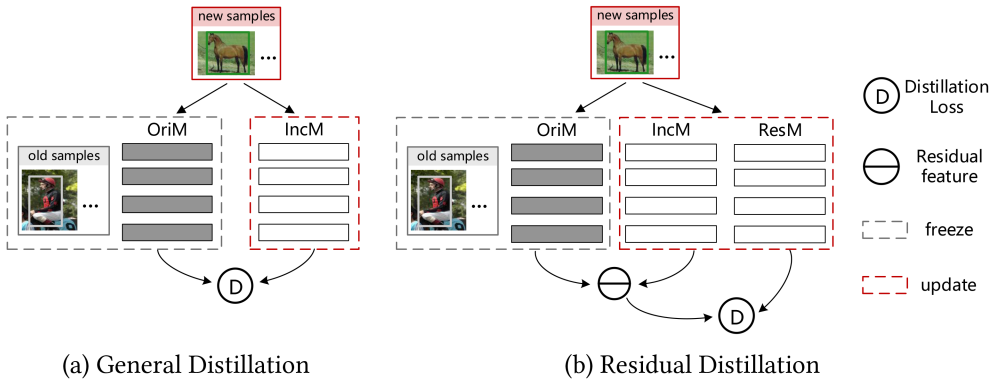 new samples
...
OriM
IncM
old samples
...
D
(a) General Distillation
new samples
...
OriM
IncM
ResM
old samples
...
D
(b) Residual Distillation
D
Distillation
Loss
Residual
feature
freeze
update